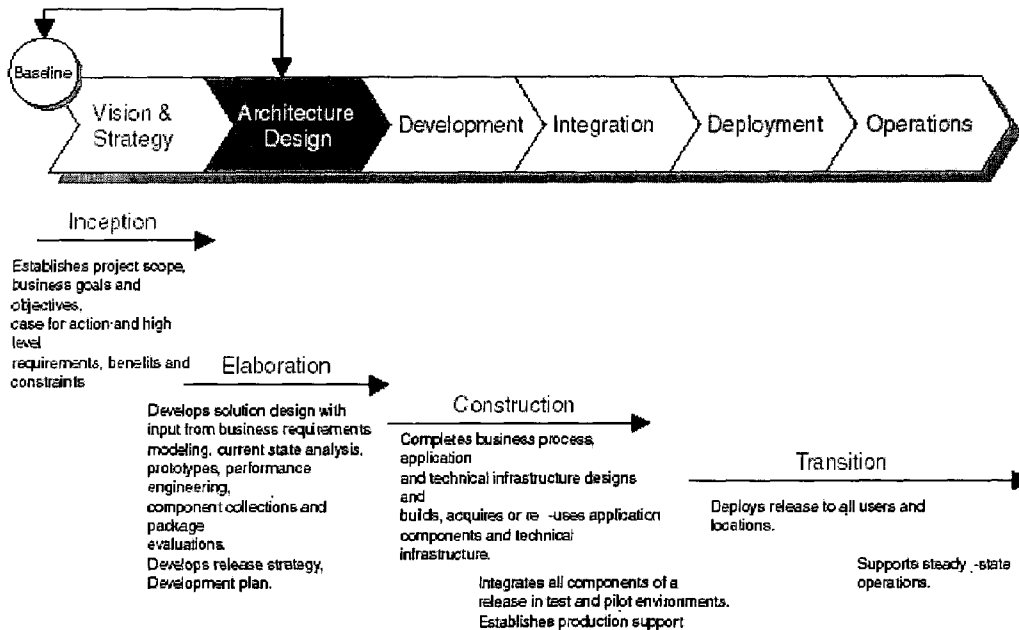 Baseline
Vision &
Strategy
Architecture
Design
Development
Integration
Deployment
Operations
Inception
Establishes project scope,
business goals and
objectives,
case for action and high
level
requirements, benefits and
constraints
Elaboration
Develops solution design with
input from business requirements
modeling, current state analysis,
prototypes, performance
engineering,
component collections and
package
evaluations.
Develops release strategy,
Development plan.
Construction
Completes business process,
application
and technical infrastructure designs
and
builds, acquires or re -uses application
components and technical
infrastructure.
Integrates all components of a
release in test and pilot environments.
Establishes production support
Transition
Deploys release to all users and
locations.
Supports steady -state
operations.